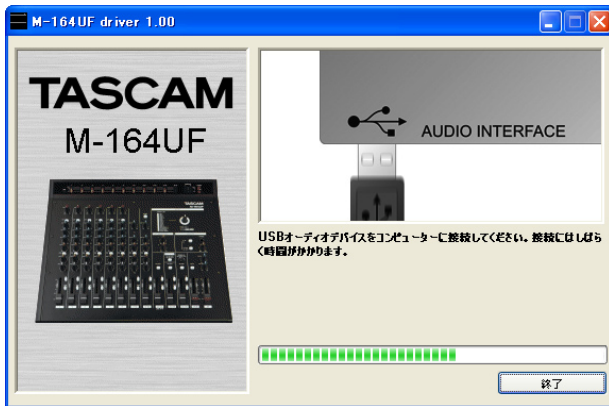 M-164UF driver 1.00
TASCAM
M-164UF
AUDIO INTERFACE
USBオーディオデバイスをコンピューターに接続してください。接続にはしばら
く時間がかかります。
終了